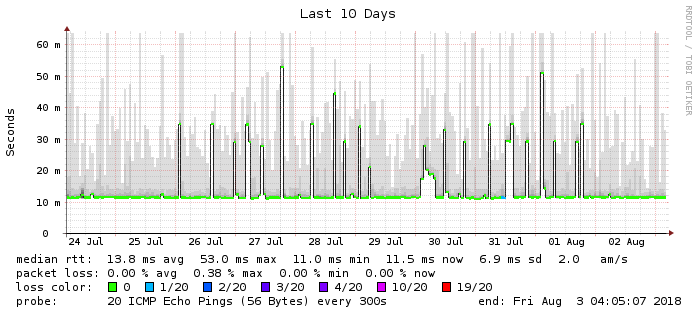 Last 10 Days
RRDTOOL / TOBI OETIKER
Seconds
60 m
50 m
40 m
30 m
20 m
10 m
0
24 Jul 25 Jul 26 Jul 27 Jul 28 Jul 29 Jul 30 Jul 31 Jul 01 Aug 02 Aug
median rtt: 13.8 ms avg 53.0 ms max 11.0 ms min 11.5 ms now 6.9 ms sd 2.0 am/s
packet loss: 0.00 % avg 0.38 % max 0.00 % min 0.00 % now
loss color: 0 1/20 2/20 3/20 4/20 10/20 19/20
probe: 20 ICMP Echo Pings (56 Bytes) every 300s end: Fri Aug 3 04:05:07 2018